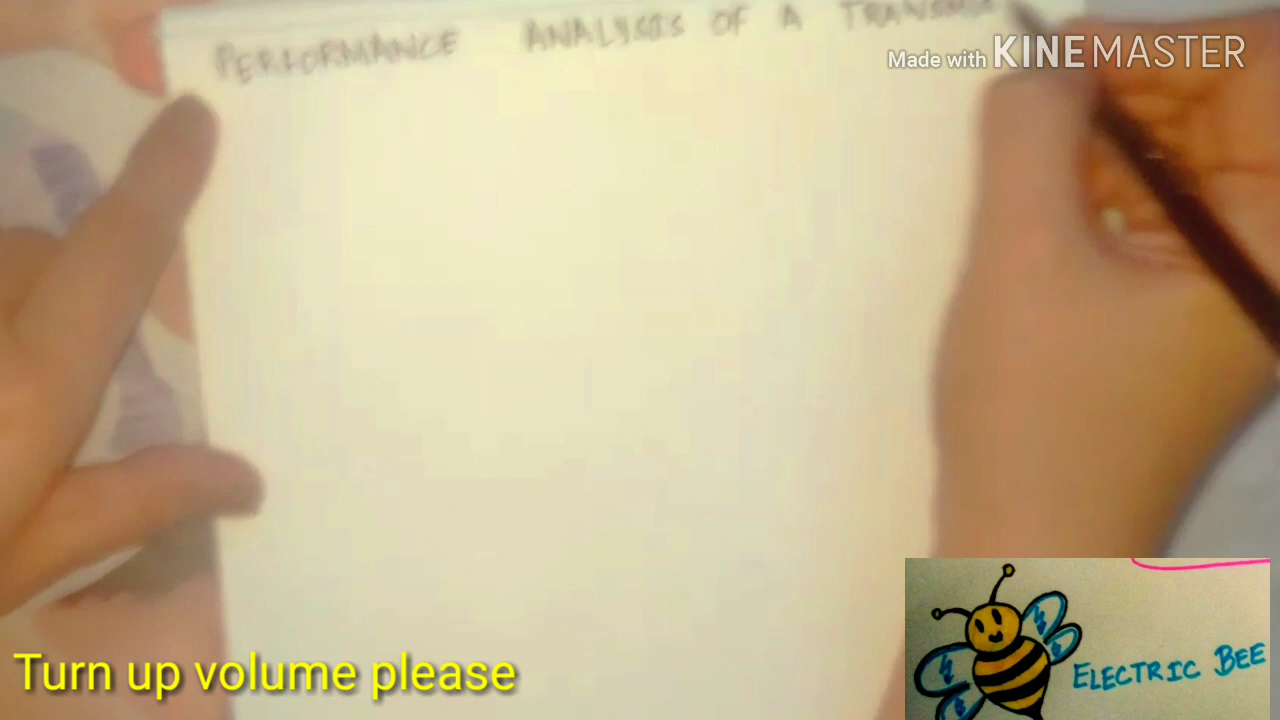 PERFORMANCE ANALYSIS OF A
Made with KINEMASTER
Turn up volume please
ELECTRIC BEE